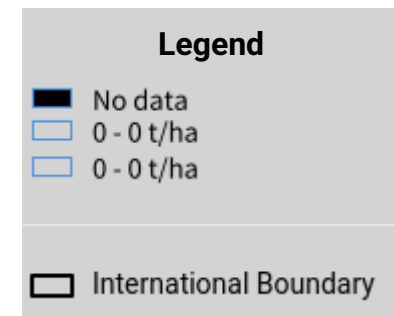 Legend
No data
0 - 0 t/ha
0 - 0 t/ha
International Boundary